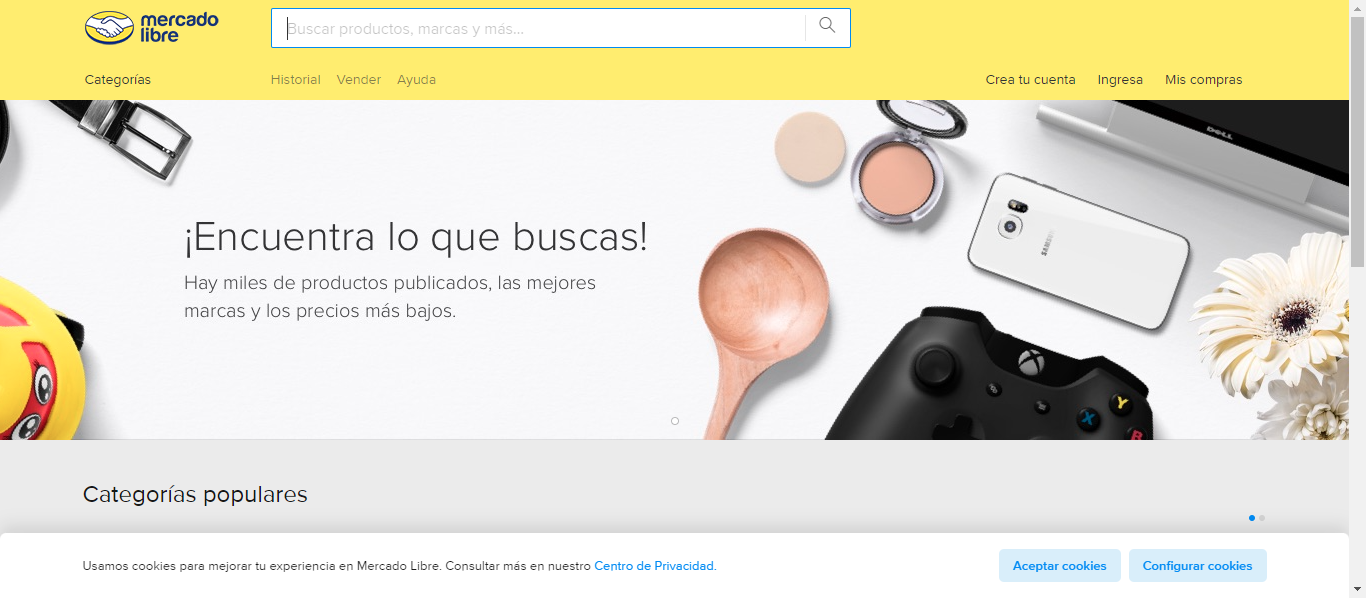 mercado
libre
Buscar productos, marcas y más...
Categorías
Historial
Vender
Ayuda
Crea tu cuenta
Ingresa
Mis compras
DELL
SAMSUNG
¡Encuentra lo que buscas!
Hay miles de productos publicados, las mejores
marcas y los precios más bajos.
Y
X
B
Categorías populares
Usamos cookies para mejorar tu experiencia en Mercado Libre. Consultar más en nuestro Centro de Privacidad.
Aceptar cookies
Configurar cookies